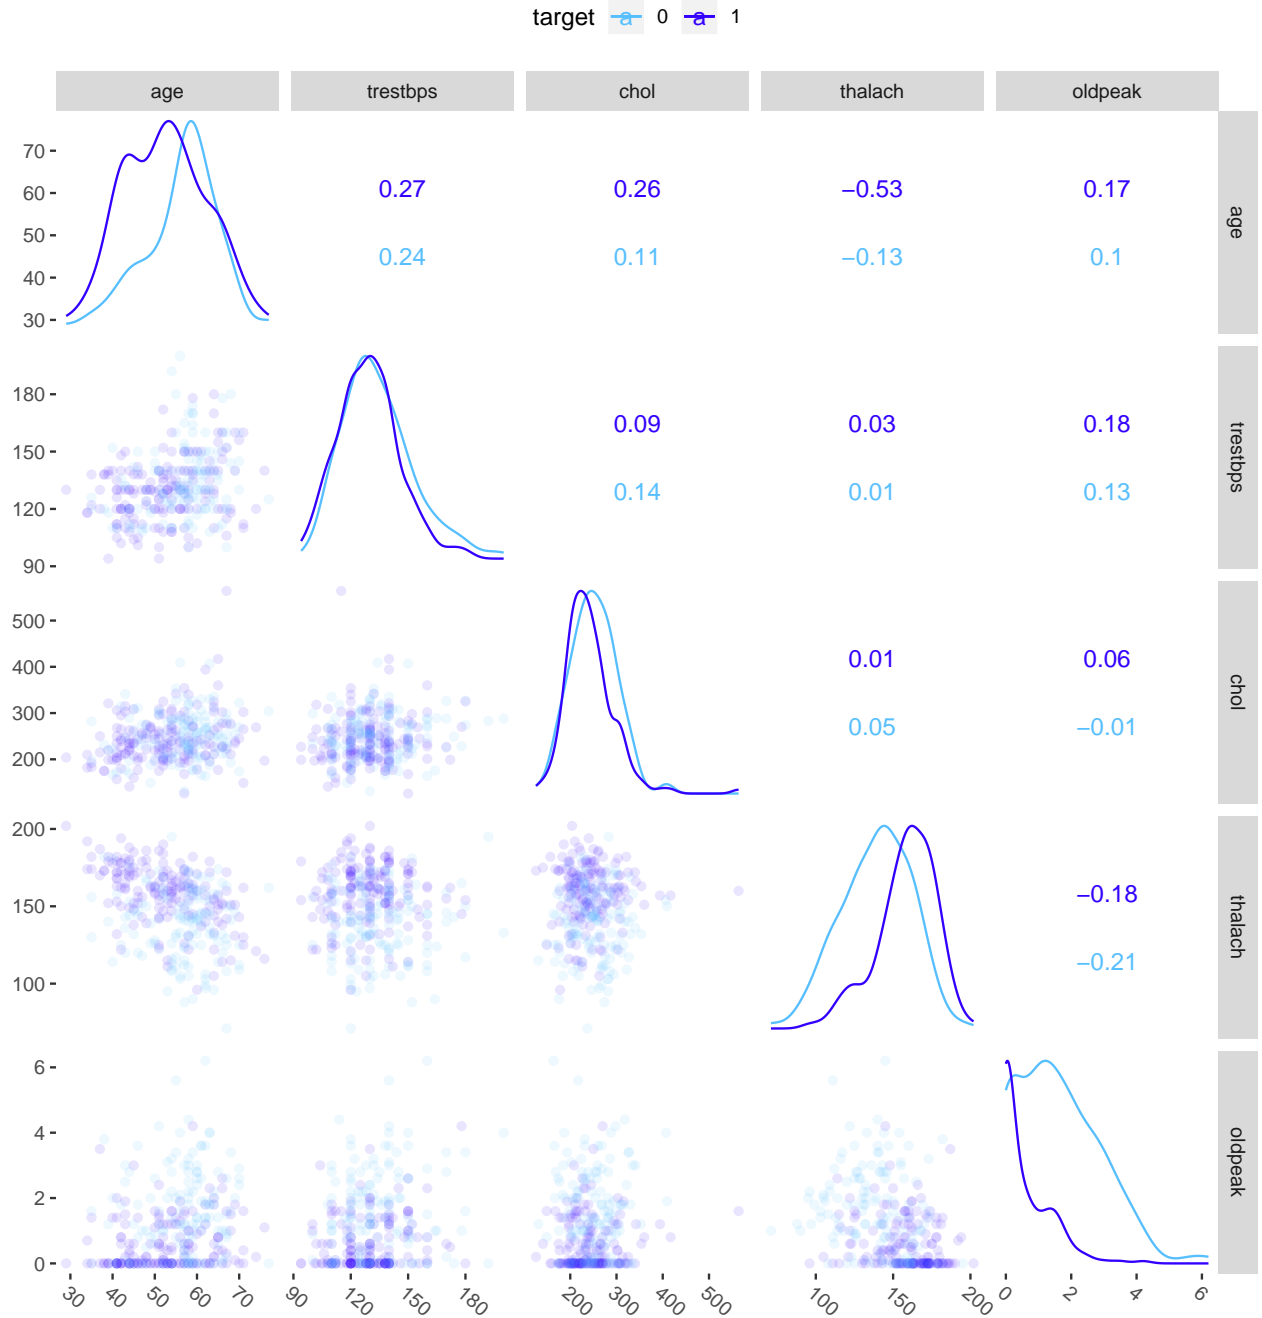 target a 0 a 1
age trestbps chol thalach oldpeak
70
60
50
40
30
0.27 0.26 −0.53 0.17
0.24 0.11 −0.13 0.1
age
180
150
120
90
0.09 0.03 0.18
0.14 0.01 0.13
trestbps
500
400
300
200
0.01 0.06
0.05 −0.01
chol
200
150
100
−0.18
−0.21
thalach
6
4
2
0
oldpeak
30 40 50 60 70 90 120 150 180 200 300 400 500 100 150 200 0 2 4 6